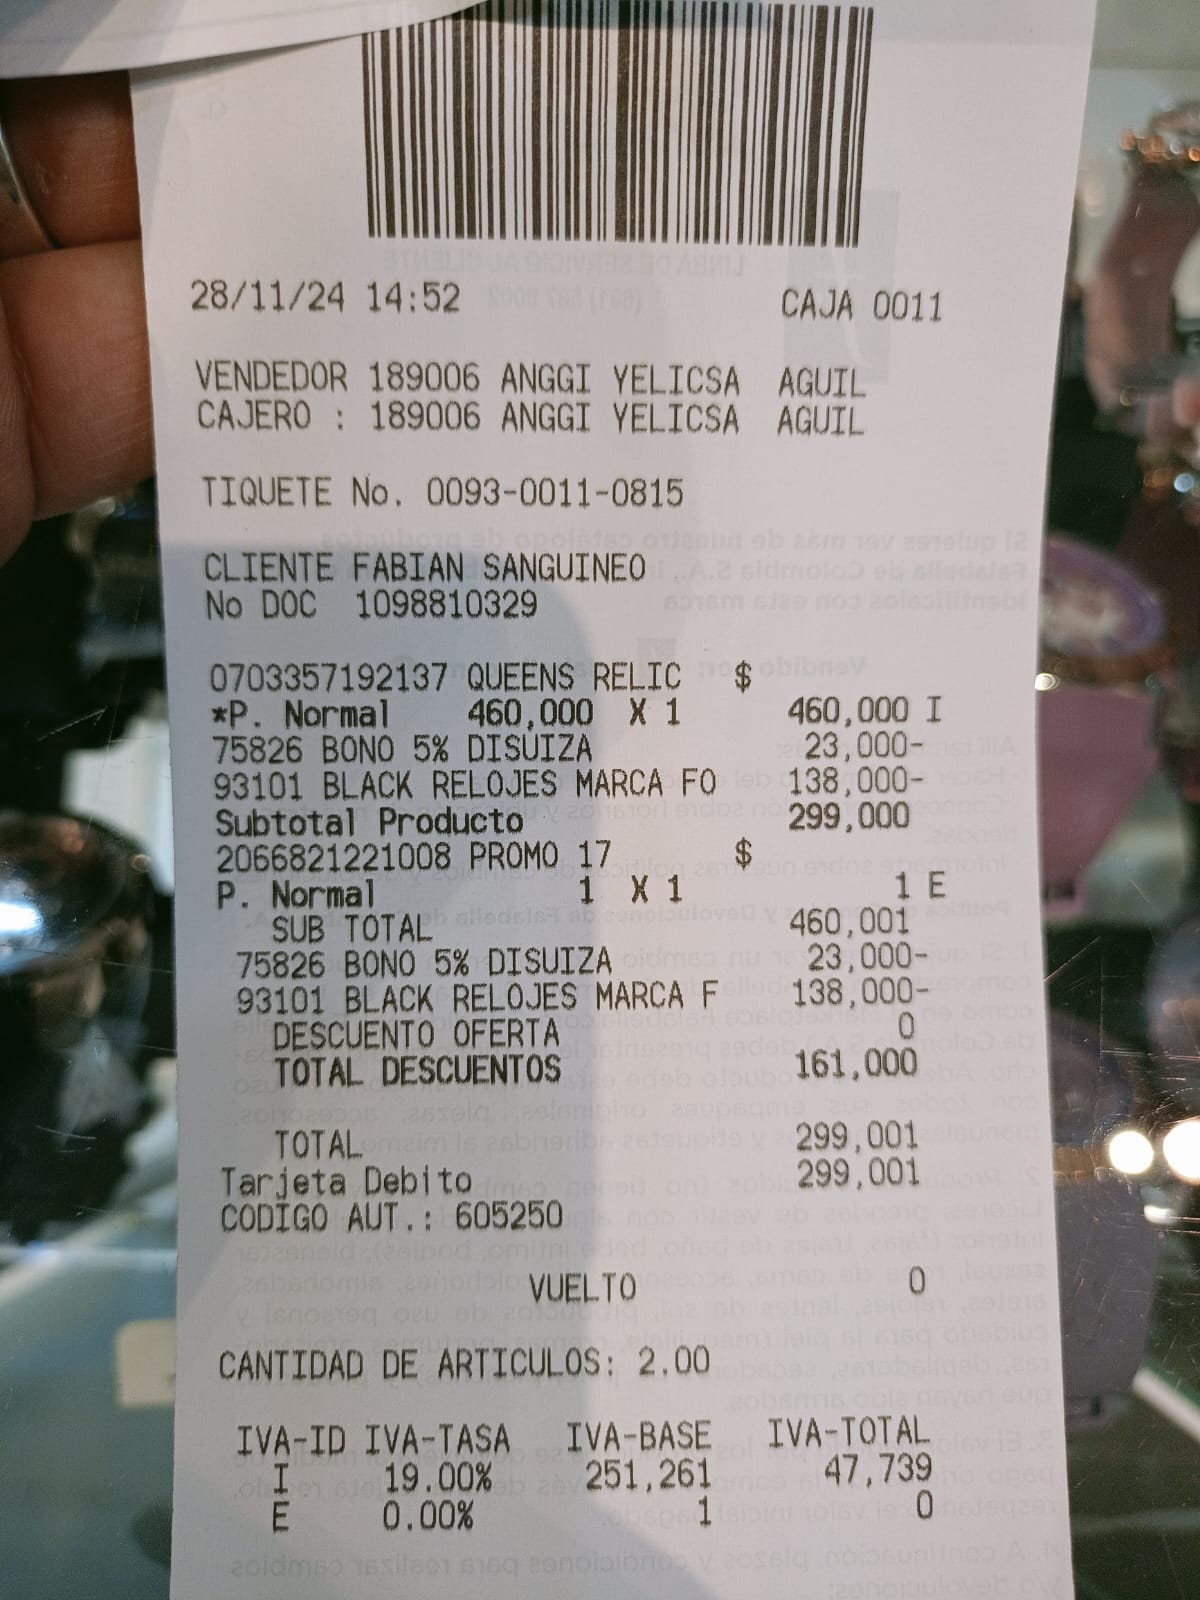 28/11/24 14:52 CAJA 0011
VENDEDOR 189006 ANGGI YELICSA AGUIL
CAJERO : 189006 ANGGI YELICSA AGUIL
TIQUETE No. 0093-0011-0815
CLIENTE FABIAN SANGUINEO
No DOC 1098810329
0703357192137 QUEENS RELIC $
*P. Normal 460,000 X 1 460,000 I
75826 BONO 5% DISUIZA 23,000-
93101 BLACK RELOJES MARCA FO 138,000-
Subtotal Producto 299,000
2066821221008 PROMO 17 $
P. Normal 1 X 1 1 E
SUB TOTAL 460,001
75826 BONO 5% DISUIZA 23,000-
93101 BLACK RELOJES MARCA F 138,000-
DESCUENTO OFERTA 0
TOTAL DESCUENTOS 161,000
TOTAL 299,001
Tarjeta Debito 299,001
CODIGO AUT.: 605250
VUELTO 0
CANTIDAD DE ARTICULOS: 2.00
IVA-ID IVA-TASA IVA-BASE IVA-TOTAL
I 19.00% 251,261 47,739
E 0.00% 1 0